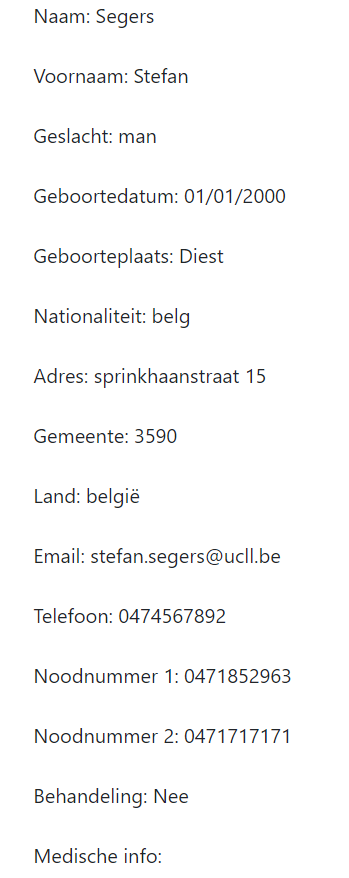 Naam: Segers
Voornaam: Stefan
Geslacht: man
Geboortedatum: 01/01/2000
Geboorteplaats: Diest
Nationaliteit: belg
Adres: sprinkhaanstraat 15
Gemeente: 3590
Land: belgië
Email: stefan.segers@ucll.be
Telefoon: 0474567892
Noodnummer 1: 0471852963
Noodnummer 2: 0471717171
Behandeling: Nee
Medische info: